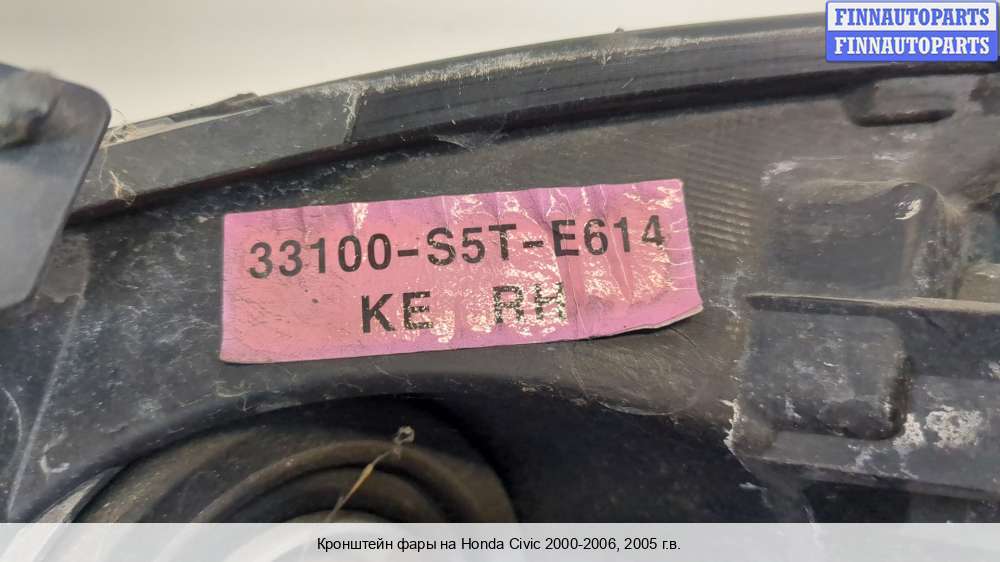 FINNAUTOPARTS
FINNAUTOPARTS
33100-S5T-E614
KE RH
Кронштейн фары на Honda Civic 2000-2006, 2005 г.в.